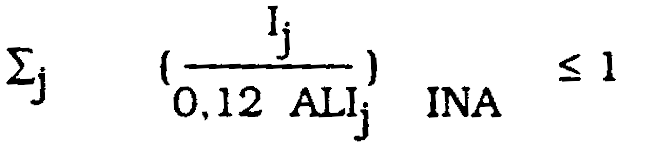 Σj ( Ij / 0,12 ALIj ) INA ≤ 1